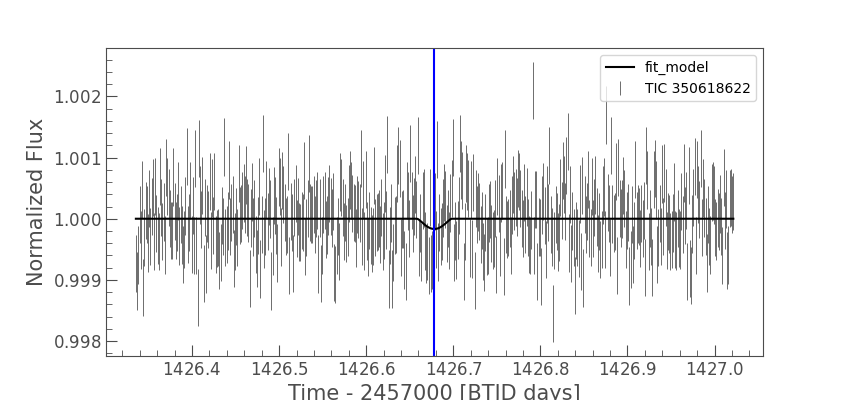 fit_model
TIC 350618622
1.002
1.001
1.000
0.999
0.998
Normalized Flux
1426.4 1426.5 1426.6 1426.7 1426.8 1426.9 1427.0
Time - 2457000 [BTJD days]